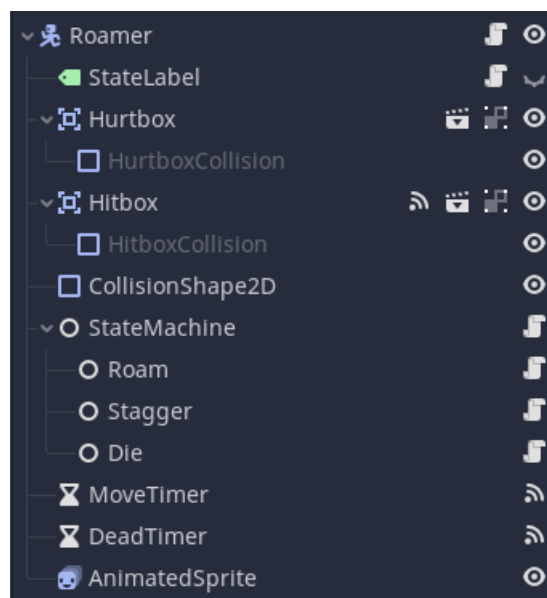 Roamer
StateLabel
Hurtbox
HurtboxCollision
Hitbox
HitboxCollision
CollisionShape2D
StateMachine
Roam
Stagger
Die
MoveTimer
DeadTimer
AnimatedSprite